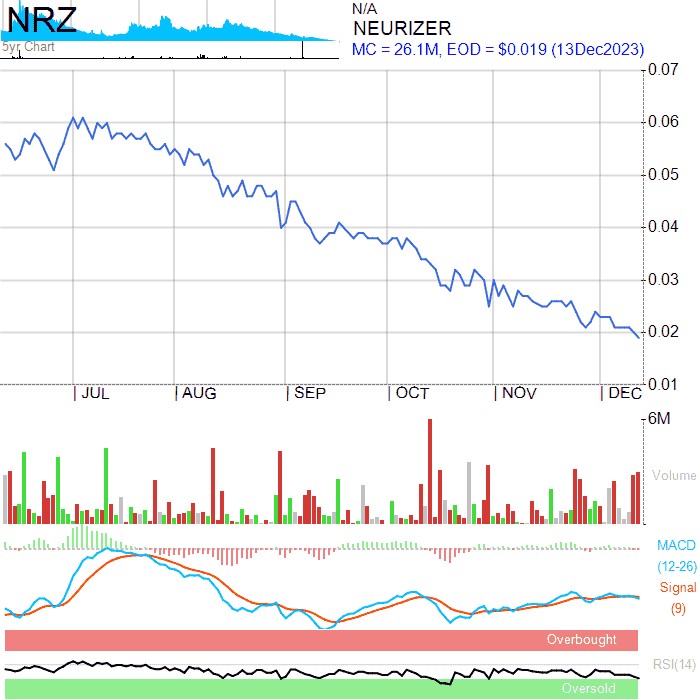 NRZ
5yr Chart
N/A
NEURIZER
MC = 26.1M, EOD = $0.019 (13Dec2023)
0.07
0.06
0.05
0.04
0.03
0.02
0.01
JUL AUG SEP OCT NOV DEC
6M
Volume
MACD
(12-26)
Signal
(9)
Overbought
RSI(14)
Oversold